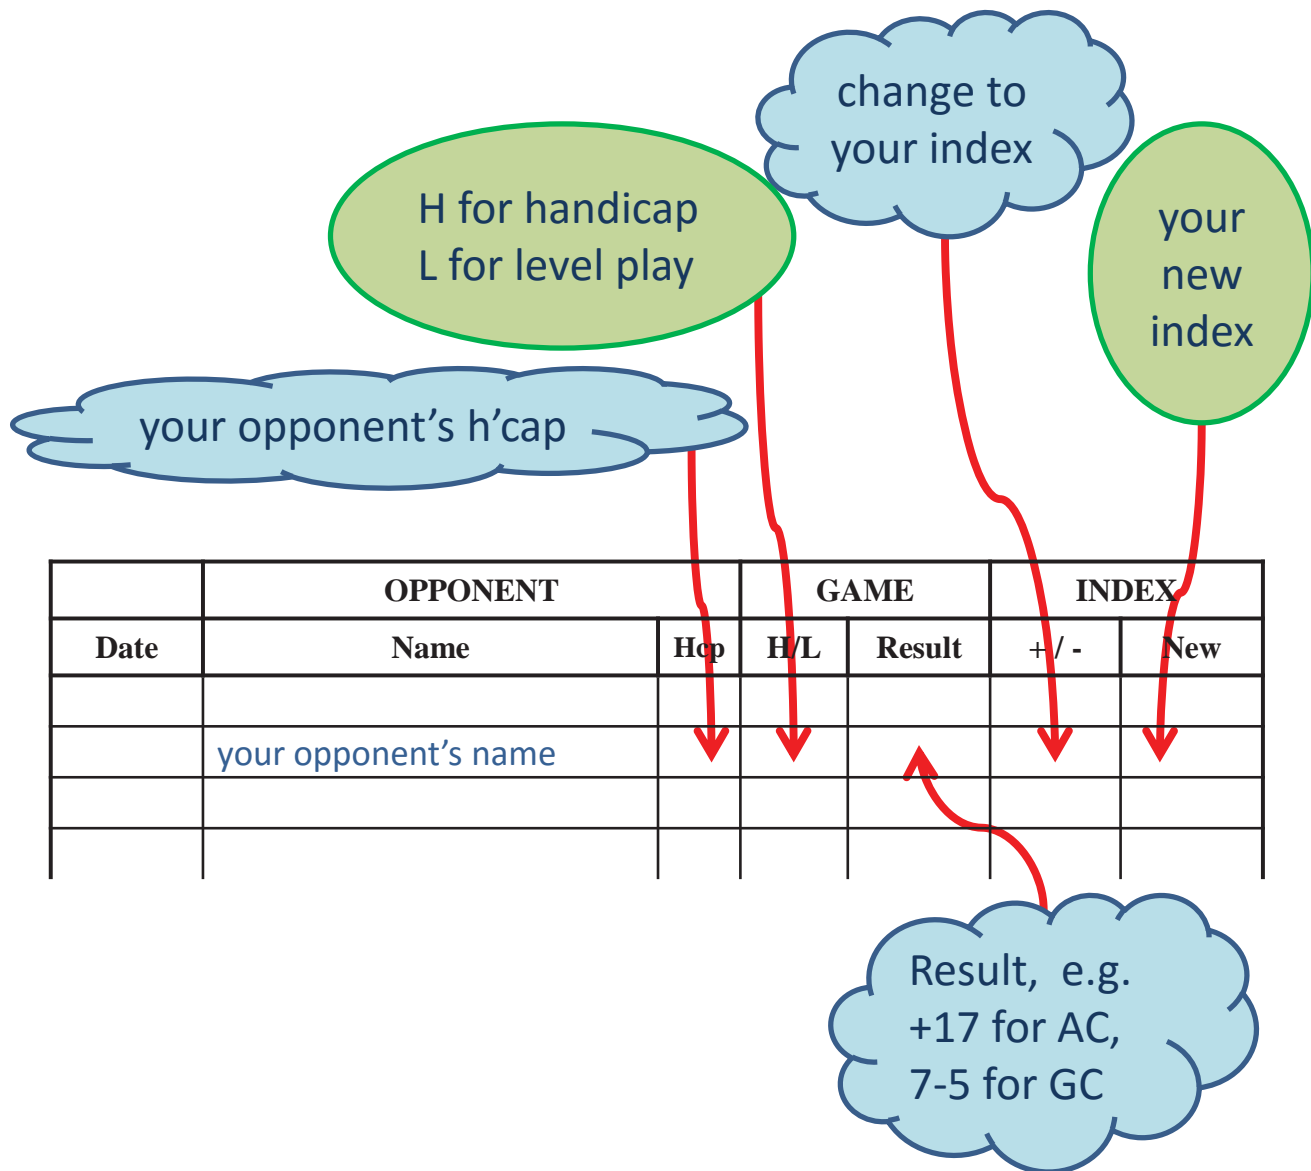 change to
your index
H for handicap
L for level play
your
new
index
your opponent’s h’cap
OPPONENT GAME INDEX
Date Name Hcp H/L Result + / - New
your opponent’s name
Result, e.g.
+17 for AC,
7-5 for GC